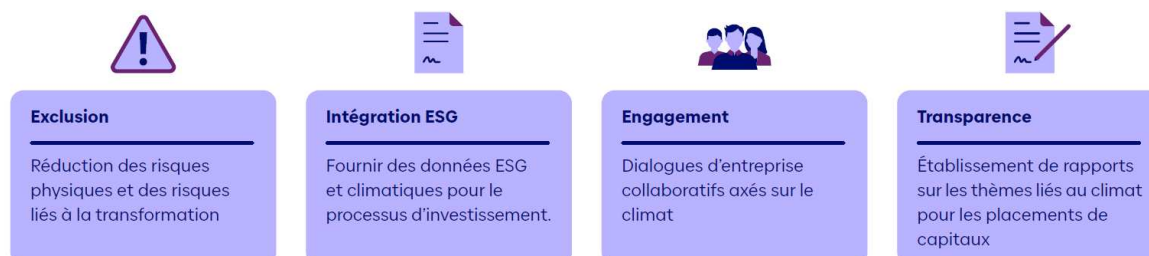 Exclusion
Réduction des risques
physiques et des risques
liés à la transformation
Intégration ESG
Fournir des données ESG
et climatiques pour le
processus d'investissement.
Engagement
Dialogues d'entreprise
collaboratifs axés sur le
climat
Transparence
Établissement de rapports
sur les thèmes liés au climat
pour les placements de
capitaux